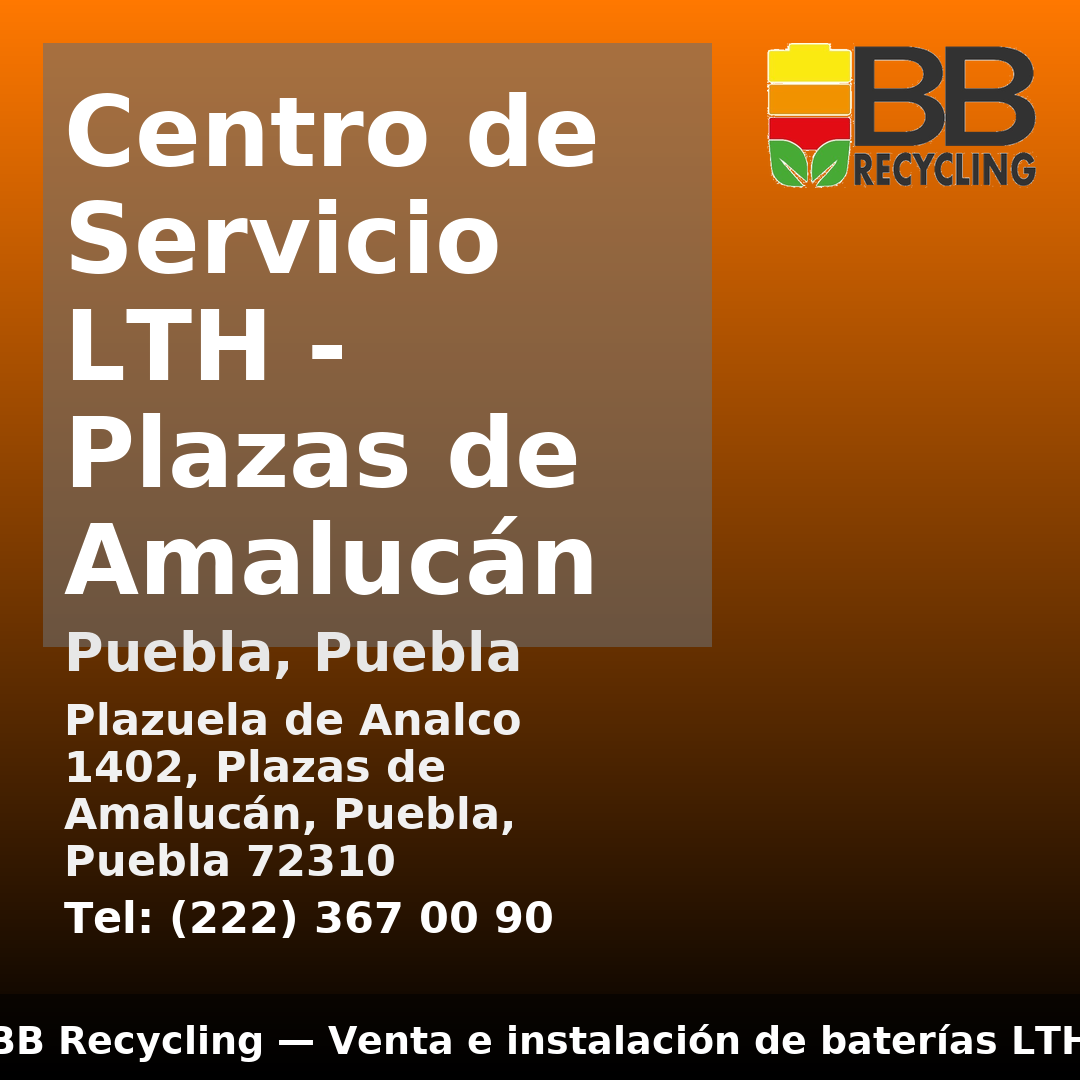 Centro de
Servicio
LTH -
Plazas de
Amalucán
BB
RECYCLING
Puebla, Puebla
Plazuela de Analco
1402, Plazas de
Amalucán, Puebla,
Puebla 72310
Tel: (222) 367 00 90
BB Recycling — Venta e instalación de baterías LTH